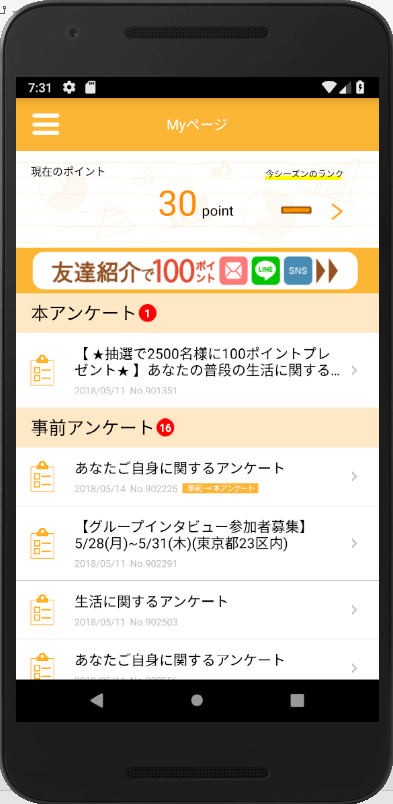 7:31
Myページ
現在のポイント
今シーズンのランク
30 point
友達紹介で100ポイント
LINE
SNS
本アンケート 1
【 ★抽選で2500名様に100ポイントプレ
ゼント★ 】あなたの普段の生活に関する...
2018/05/11 No.901351
事前アンケート 16
あなたご自身に関するアンケート
2018/05/14 No.902225 事前→本アンケート
【グループインタビュー参加者募集】
5/28(月)~5/31(木)(東京都23区内)
2018/05/11 No.902291
生活に関するアンケート
2018/05/11 No.902503
あなたご自身に関するアンケート